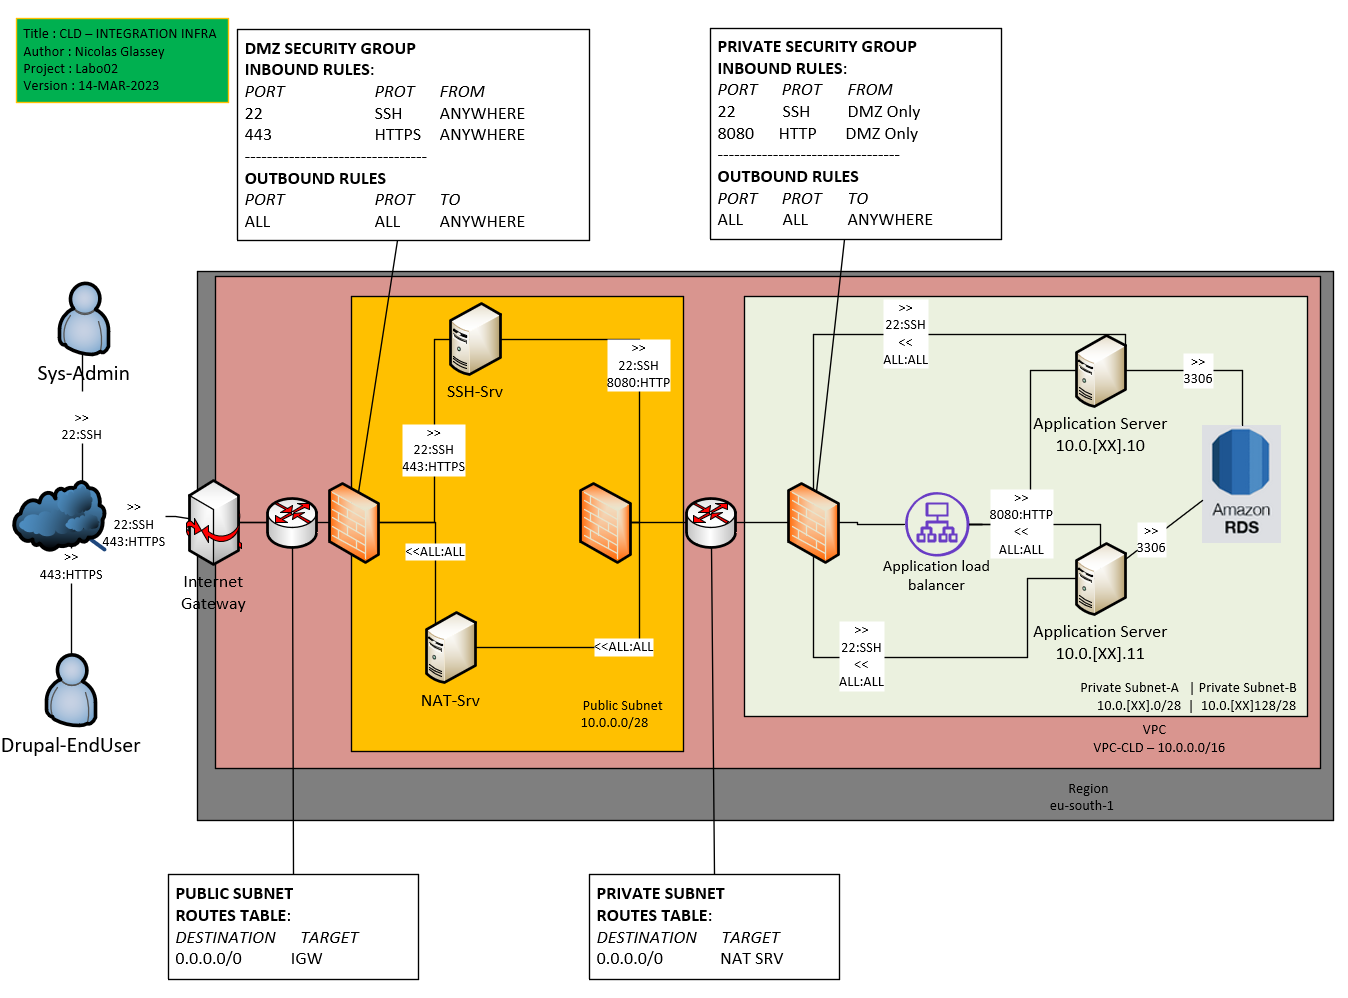 Title : CLD – INTEGRATION INFRA
Author : Nicolas Glassey
Project : Labo02
Version : 14-MAR-2023
DMZ SECURITY GROUP
INBOUND RULES:
PORT PROT FROM
22 SSH ANYWHERE
443 HTTPS ANYWHERE
---------------------------------
OUTBOUND RULES
PORT PROT TO
ALL ALL ANYWHERE
PRIVATE SECURITY GROUP
INBOUND RULES:
PORT PROT FROM
22 SSH DMZ Only
8080 HTTP DMZ Only
---------------------------------
OUTBOUND RULES
PORT PROT TO
ALL ALL ANYWHERE
Sys-Admin
>>
22:SSH
>>
22:SSH
443:HTTPS
>>
443:HTTPS
Drupal-EndUser
Internet
Gateway
SSH-Srv
>>
22:SSH
443:HTTPS
<<ALL:ALL
NAT-Srv
>>
22:SSH
8080:HTTP
<<ALL:ALL
Public Subnet
10.0.0.0/28
>>
22:SSH
<<
ALL:ALL
Application Server
10.0.[XX].10
>>
3306
Amazon
RDS
>>
8080:HTTP
<<
ALL:ALL
>>
3306
Application load
balancer
Application Server
10.0.[XX].11
>>
22:SSH
<<
ALL:ALL
Private Subnet-A | Private Subnet-B
10.0.[XX].0/28 | 10.0.[XX]128/28
VPC
VPC-CLD – 10.0.0.0/16
Region
eu-south-1
PUBLIC SUBNET
ROUTES TABLE:
DESTINATION TARGET
0.0.0.0/0 IGW
PRIVATE SUBNET
ROUTES TABLE:
DESTINATION TARGET
0.0.0.0/0 NAT SRV